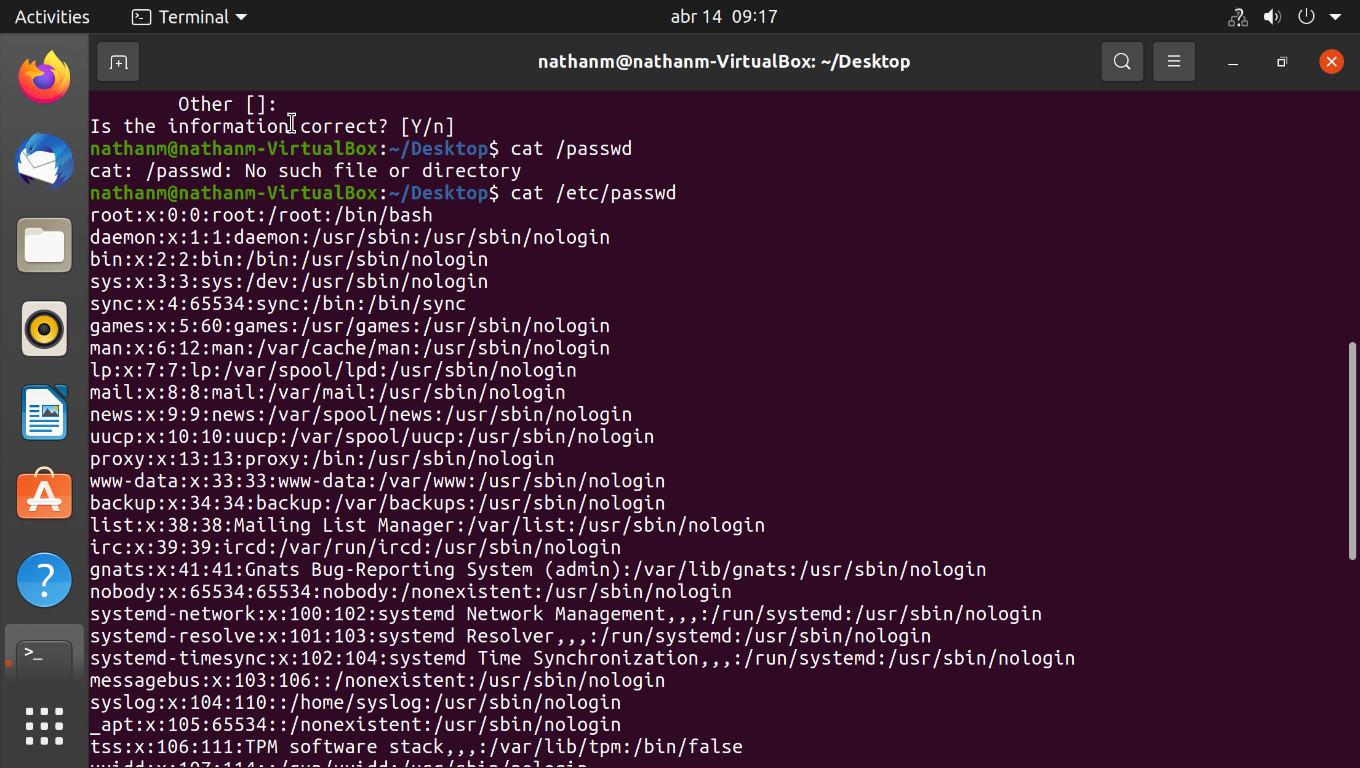 Activities Terminal abr 14 09:17
nathanm@nathanm-VirtualBox: ~/Desktop
Other []:
Is the information correct? [Y/n]
nathanm@nathanm-VirtualBox:~/Desktop$ cat /passwd
cat: /passwd: No such file or directory
nathanm@nathanm-VirtualBox:~/Desktop$ cat /etc/passwd
root:x:0:0:root:/root:/bin/bash
daemon:x:1:1:daemon:/usr/sbin:/usr/sbin/nologin
bin:x:2:2:bin:/bin:/usr/sbin/nologin
sys:x:3:3:sys:/dev:/usr/sbin/nologin
sync:x:4:65534:sync:/bin:/bin/sync
games:x:5:60:games:/usr/games:/usr/sbin/nologin
man:x:6:12:man:/var/cache/man:/usr/sbin/nologin
lp:x:7:7:lp:/var/spool/lpd:/usr/sbin/nologin
mail:x:8:8:mail:/var/mail:/usr/sbin/nologin
news:x:9:9:news:/var/spool/news:/usr/sbin/nologin
uucp:x:10:10:uucp:/var/spool/uucp:/usr/sbin/nologin
proxy:x:13:13:proxy:/bin:/usr/sbin/nologin
www-data:x:33:33:www-data:/var/www:/usr/sbin/nologin
backup:x:34:34:backup:/var/backups:/usr/sbin/nologin
list:x:38:38:Mailing List Manager:/var/list:/usr/sbin/nologin
irc:x:39:39:ircd:/var/run/ircd:/usr/sbin/nologin
gnats:x:41:41:Gnats Bug-Reporting System (admin):/var/lib/gnats:/usr/sbin/nologin
nobody:x:65534:65534:nobody:/nonexistent:/usr/sbin/nologin
systemd-network:x:100:102:systemd Network Management,,,:/run/systemd:/usr/sbin/nologin
systemd-resolve:x:101:103:systemd Resolver,,,:/run/systemd:/usr/sbin/nologin
systemd-timesync:x:102:104:systemd Time Synchronization,,,:/run/systemd:/usr/sbin/nologin
messagebus:x:103:106::/nonexistent:/usr/sbin/nologin
syslog:x:104:110::/home/syslog:/usr/sbin/nologin
_apt:x:105:65534::/nonexistent:/usr/sbin/nologin
tss:x:106:111:TPM software stack,,,:/var/lib/tpm:/bin/false
uuidd:x:107:114::/run/uuidd:/usr/sbin/nologin